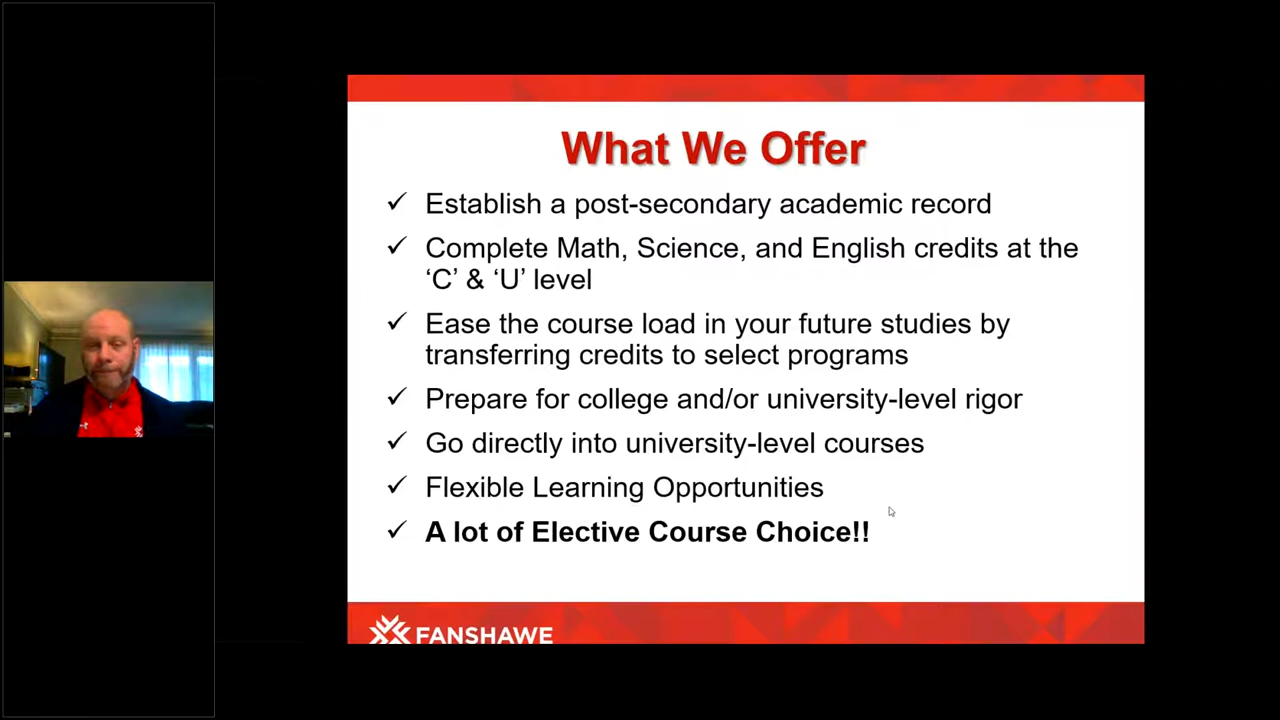 What We Offer
✓ Establish a post-secondary academic record
✓ Complete Math, Science, and English credits at the
‘C’ & ‘U’ level
✓ Ease the course load in your future studies by
transferring credits to select programs
✓ Prepare for college and/or university-level rigor
✓ Go directly into university-level courses
✓ Flexible Learning Opportunities
✓ A lot of Elective Course Choice!!
FANSHAWE